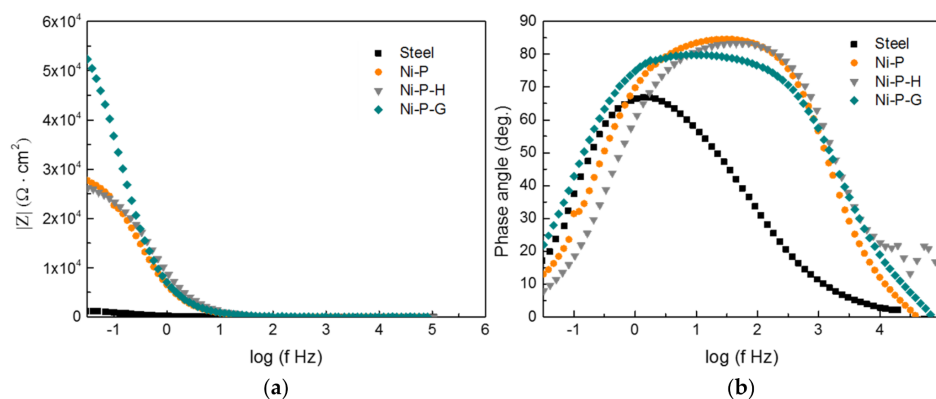 6x10⁴
5x10⁴
4x10⁴
3x10⁴
2x10⁴
1x10⁴
0
|Z| (Ω · cm²)
Steel
Ni-P
Ni-P-H
Ni-P-G
-1 0 1 2 3 4 5 6
log (f Hz)
(a)
90
80
70
60
50
40
30
20
10
0
Phase angle (deg.)
Steel
Ni-P
Ni-P-H
Ni-P-G
-1 0 1 2 3 4
log (f Hz)
(b)